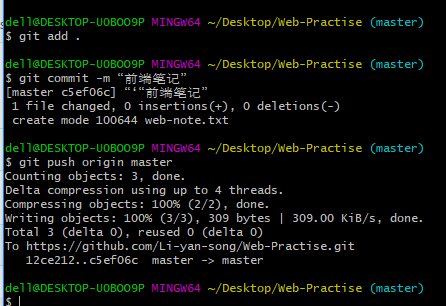 dell@DESKTOP-UOBOO9P MINGW64 ~/Desktop/Web-Practise (master)
$ git add .
dell@DESKTOP-UOBOO9P MINGW64 ~/Desktop/Web-Practise (master)
$ git commit -m “前端笔记”
[master c5ef06c] “‘“前端笔记”
1 file changed, 0 insertions(+), 0 deletions(-)
create mode 100644 web-note.txt
dell@DESKTOP-UOBOO9P MINGW64 ~/Desktop/Web-Practise (master)
$ git push origin master
Counting objects: 3, done.
Delta compression using up to 4 threads.
Compressing objects: 100% (2/2), done.
Writing objects: 100% (3/3), 309 bytes | 309.00 KiB/s, done.
Total 3 (delta 0), reused 0 (delta 0)
To https://github.com/Li-yan-song/Web-Practise.git
12ce212..c5ef06c master -> master
dell@DESKTOP-UOBOO9P MINGW64 ~/Desktop/Web-Practise (master)
$